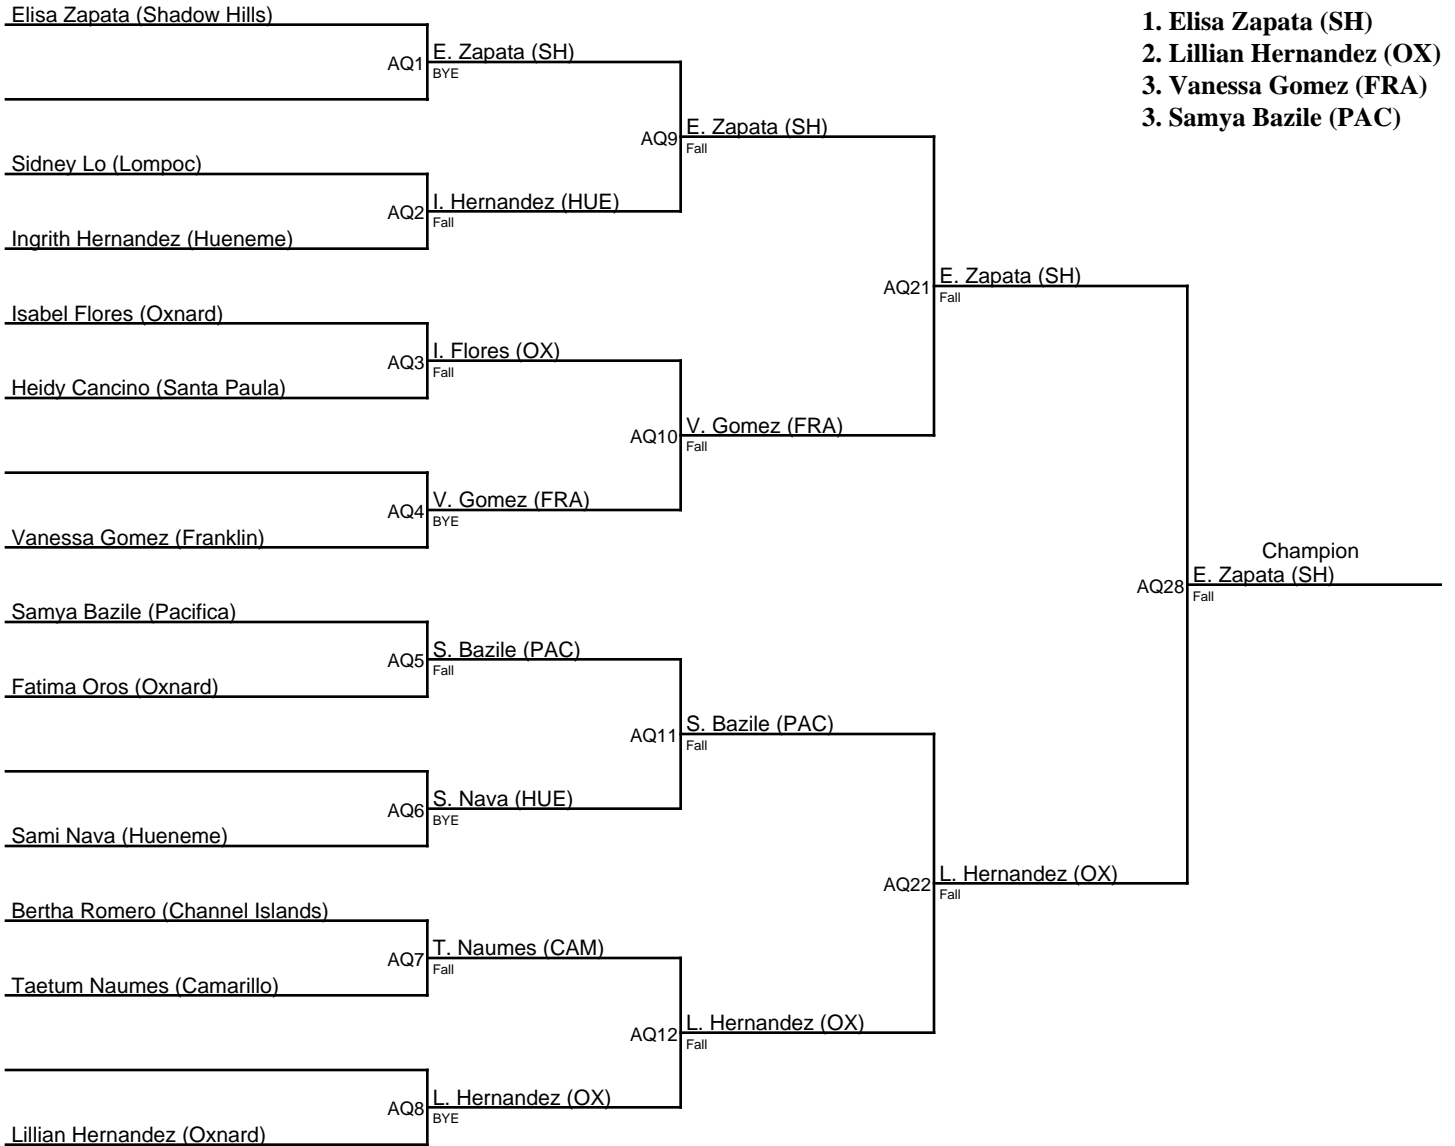 Elisa Zapata (Shadow Hills)
AQ1
E. Zapata (SH)
BYE
Sidney Lo (Lompoc)
AQ2
I. Hernandez (HUE)
Fall
Ingrith Hernandez (Hueneme)
AQ9
E. Zapata (SH)
Fall
Isabel Flores (Oxnard)
AQ3
I. Flores (OX)
Fall
Heidy Cancino (Santa Paula)
AQ10
V. Gomez (FRA)
Fall
AQ4
V. Gomez (FRA)
BYE
Vanessa Gomez (Franklin)
AQ21
E. Zapata (SH)
Fall
Samya Bazile (Pacifica)
AQ5
S. Bazile (PAC)
Fall
Fatima Oros (Oxnard)
AQ11
S. Bazile (PAC)
Fall
AQ6
S. Nava (HUE)
BYE
Sami Nava (Hueneme)
Bertha Romero (Channel Islands)
AQ7
T. Naumes (CAM)
Fall
Taetum Naumes (Camarillo)
AQ12
L. Hernandez (OX)
Fall
AQ8
L. Hernandez (OX)
BYE
Lillian Hernandez (Oxnard)
AQ22
L. Hernandez (OX)
Fall
Champion
AQ28
E. Zapata (SH)
Fall
1. Elisa Zapata (SH)
2. Lillian Hernandez (OX)
3. Vanessa Gomez (FRA)
3. Samya Bazile (PAC)